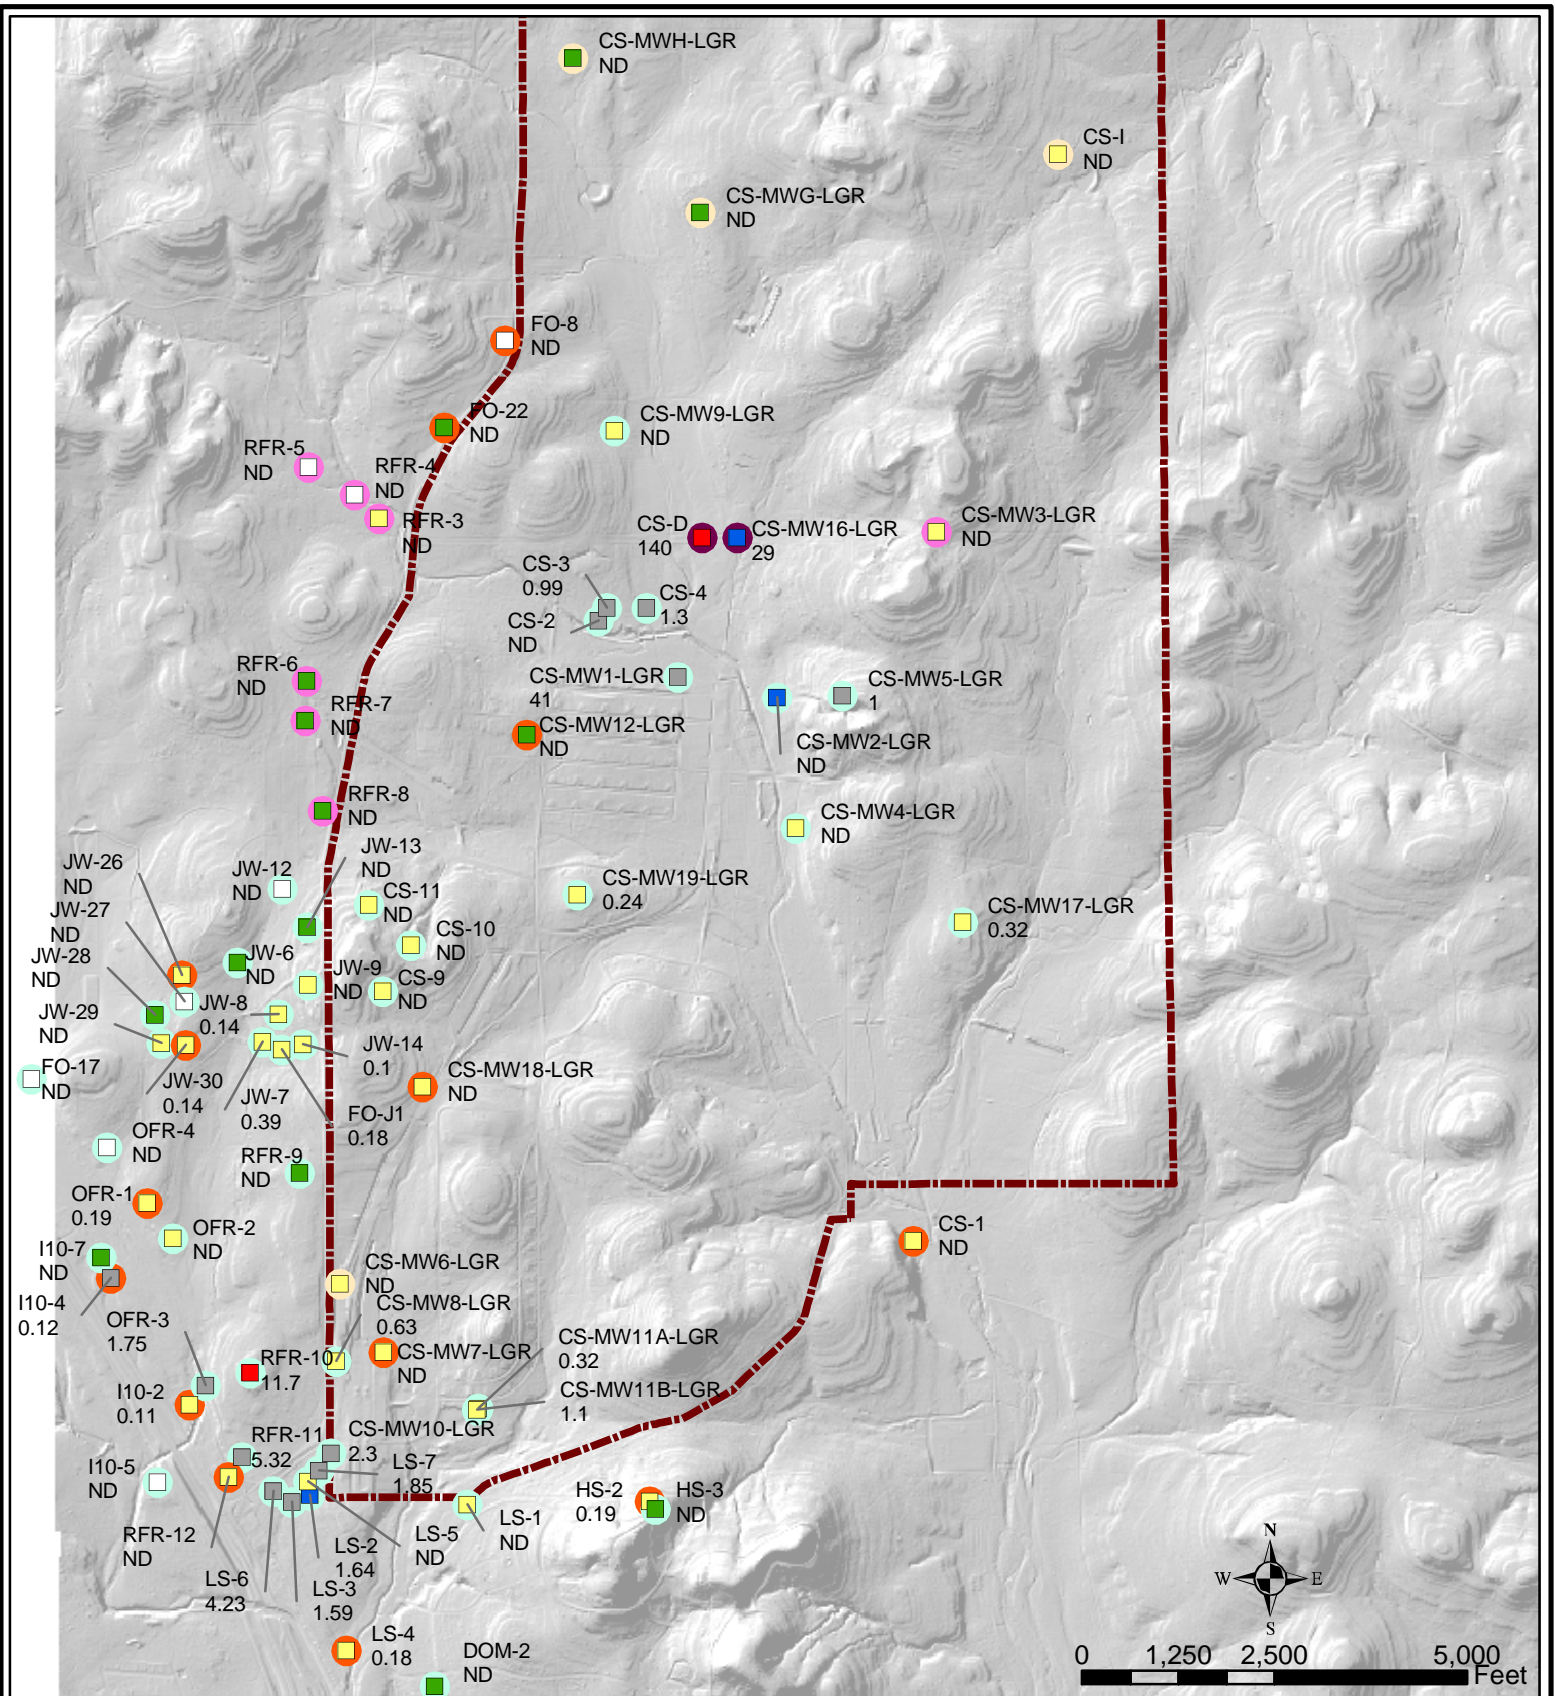 CS-MWH-LGR
ND
CS-I
ND
CS-MWG-LGR
ND
FO-8
ND
FO-22
ND
CS-MW9-LGR
ND
RFR-5
ND
RFR-4
ND
RFR-3
ND
CS-D
140
CS-MW16-LGR
29
CS-MW3-LGR
ND
CS-3
0.99
CS-4
1.3
CS-2
ND
RFR-6
ND
CS-MW1-LGR
41
CS-MW5-LGR
1
RFR-7
ND
CS-MW12-LGR
ND
CS-MW2-LGR
ND
RFR-8
ND
CS-MW4-LGR
ND
JW-13
ND
JW-26
ND
JW-12
ND
CS-11
ND
CS-MW19-LGR
0.24
JW-27
ND
CS-MW17-LGR
0.32
CS-10
ND
JW-28
ND
JW-6
ND
JW-9
ND
CS-9
ND
JW-8
0.14
JW-29
ND
JW-14
0.1
FO-17
ND
JW-30
0.14
JW-7
0.39
CS-MW18-LGR
ND
FO-J1
0.18
OFR-4
ND
RFR-9
ND
OFR-1
0.19
OFR-2
ND
CS-1
ND
I10-7
ND
CS-MW6-LGR
ND
I10-4
0.12
CS-MW8-LGR
0.63
OFR-3
1.75
CS-MW11A-LGR
0.32
CS-MW7-LGR
ND
RFR-10
11.7
I10-2
0.11
CS-MW11B-LGR
1.1
RFR-11
5.32
CS-MW10-LGR
2.3
I10-5
ND
LS-7
1.85
HS-2
0.19
HS-3
ND
LS-1
ND
RFR-12
ND
LS-2
1.64
LS-5
ND
LS-6
4.23
LS-3
1.59
LS-4
0.18
DOM-2
ND
N
W E
S
0 1,250 2,500 5,000
Feet